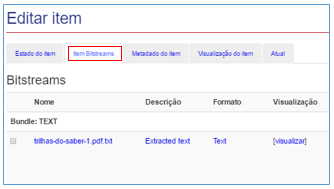 Editar item
Estado do item Item Bitstreams Metadado do item Visualização do item Atual
Bitstreams
Nome Descrição Formato Visualização
Bundle: TEXT
trilhas-do-saber-1.pdf.txt Extracted text Text [visualizar]